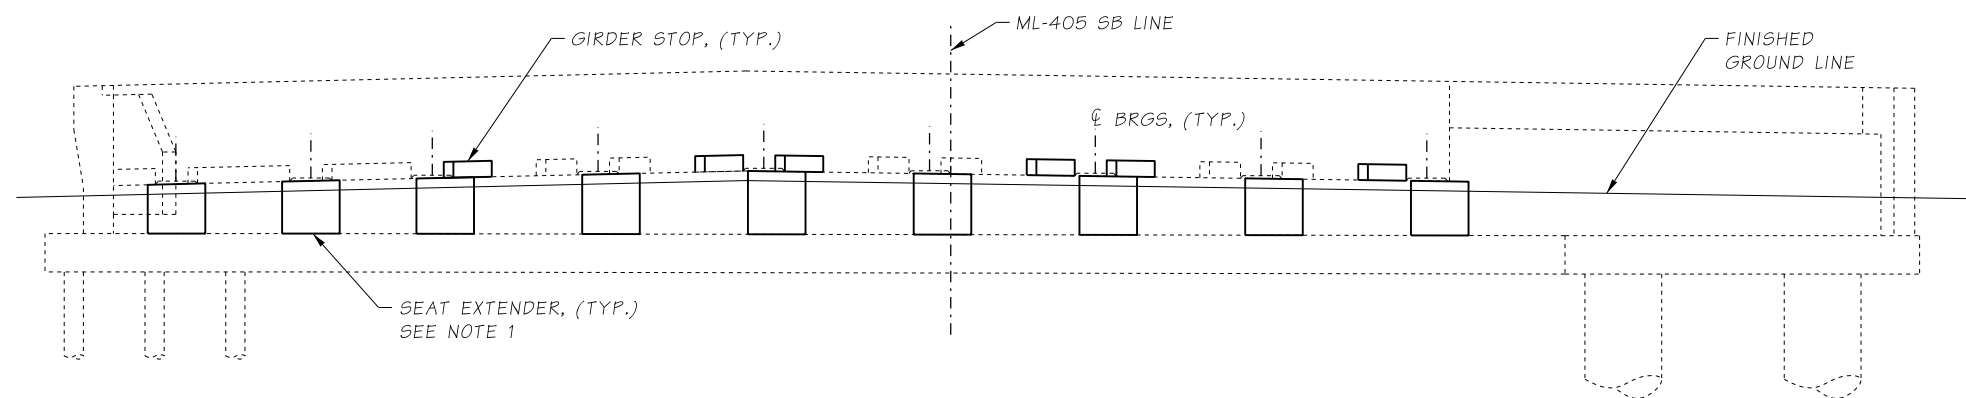 ML-405 SB LINE
GIRDER STOP, (TYP.)
FINISHED
GROUND LINE
℄ BRGS, (TYP.)
SEAT EXTENDER, (TYP.)
SEE NOTE 1